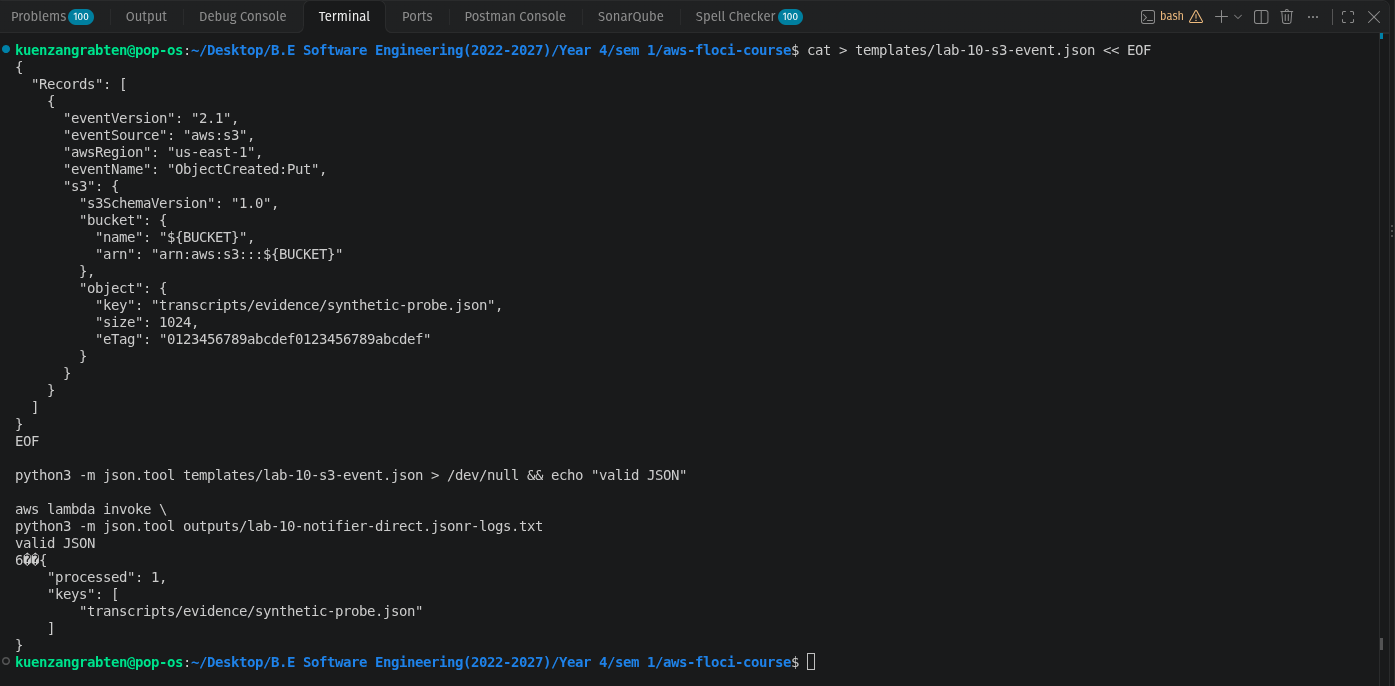 Problems 100 Output Debug Console Terminal Ports Postman Console SonarQube Spell Checker 100 bash
kuenzangrabten@pop-os:~/Desktop/B.E Software Engineering(2022-2027)/Year 4/sem 1/aws-floci-course$ cat > templates/lab-10-s3-event.json << EOF
{
  "Records": [
    {
      "eventVersion": "2.1",
      "eventSource": "aws:s3",
      "awsRegion": "us-east-1",
      "eventName": "ObjectCreated:Put",
      "s3": {
        "s3SchemaVersion": "1.0",
        "bucket": {
          "name": "${BUCKET}",
          "arn": "arn:aws:s3:::${BUCKET}"
        },
        "object": {
          "key": "transcripts/evidence/synthetic-probe.json",
          "size": 1024,
          "eTag": "0123456789abcdef0123456789abcdef"
        }
      }
    }
  ]
}
EOF
python3 -m json.tool templates/lab-10-s3-event.json > /dev/null && echo "valid JSON"
aws lambda invoke \
python3 -m json.tool outputs/lab-10-notifier-direct.jsonr-logs.txt
valid JSON
6��{
    "processed": 1,
    "keys": [
        "transcripts/evidence/synthetic-probe.json"
    ]
}
kuenzangrabten@pop-os:~/Desktop/B.E Software Engineering(2022-2027)/Year 4/sem 1/aws-floci-course$